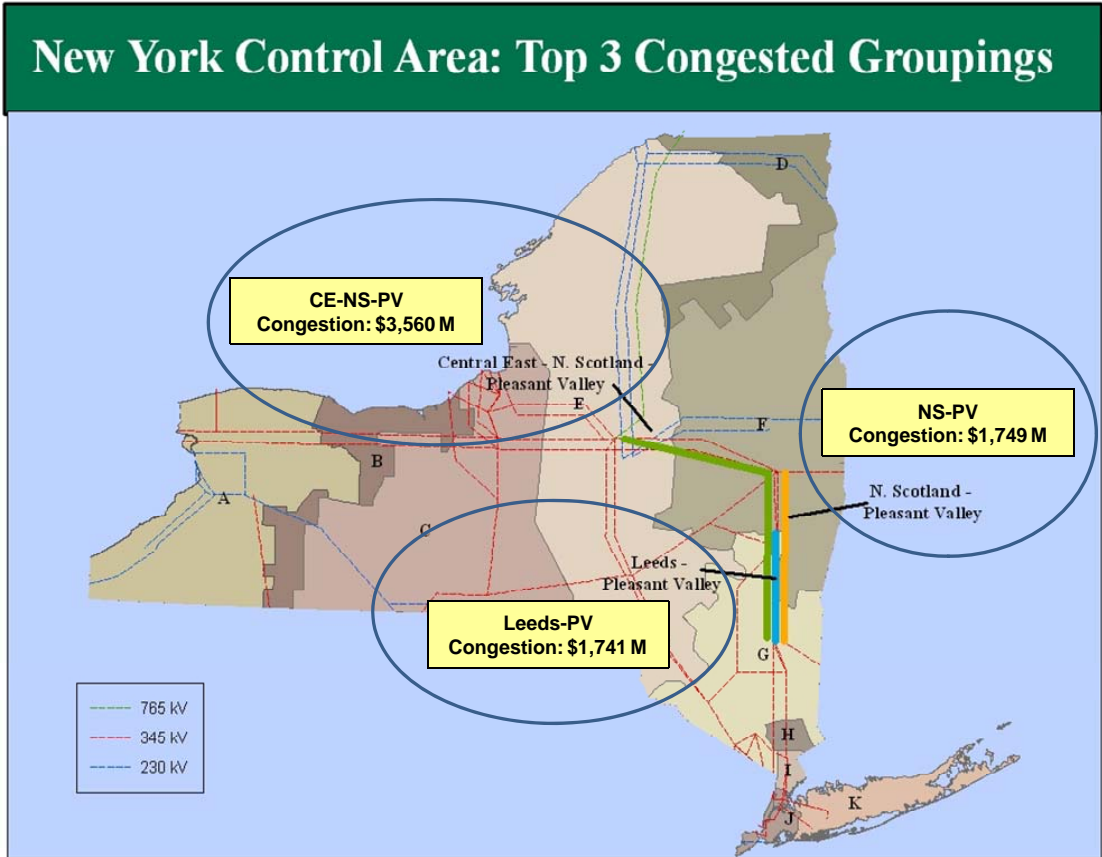 New York Control Area: Top 3 Congested Groupings
D
CE-NS-PV
Congestion: $3,560 M
Central East - N. Scotland -
Pleasant Valley
E
F
NS-PV
Congestion: $1,749 M
B
A
C
N. Scotland -
Pleasant Valley
Leeds -
Pleasant Valley
Leeds-PV
Congestion: $1,741 M
G
765 kV
345 kV
230 kV
H
I
K
J